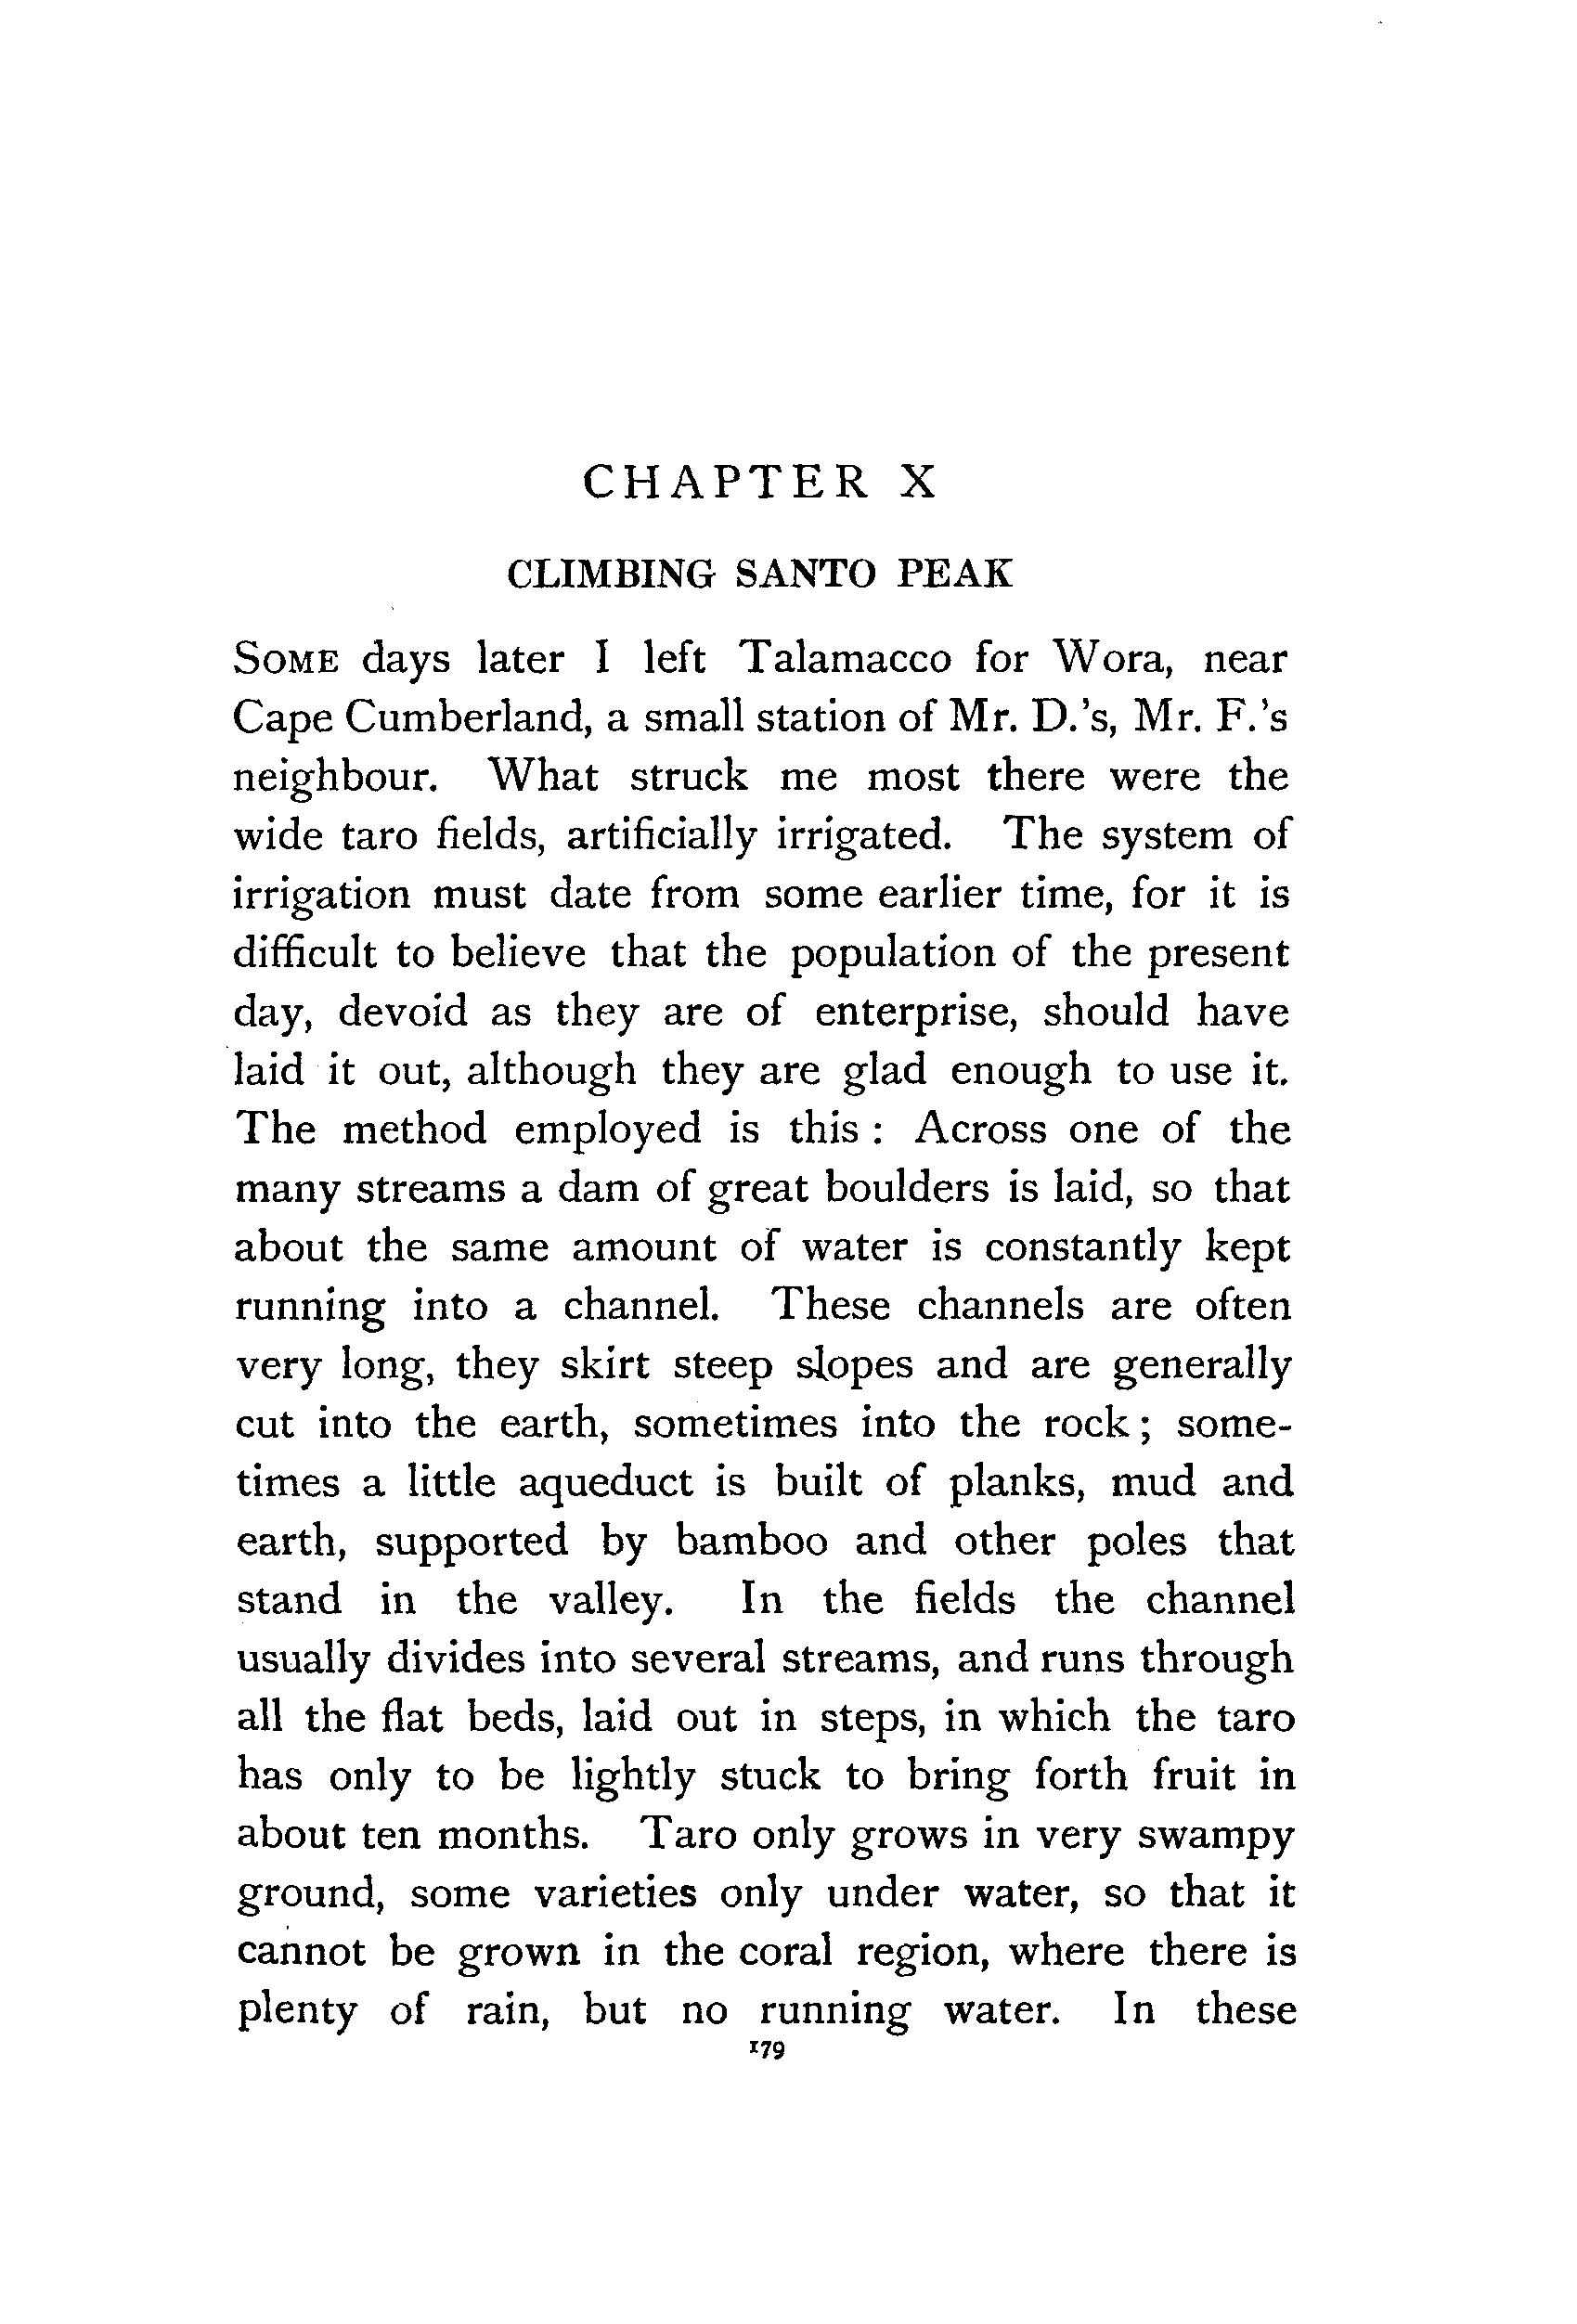 CHAPTER X
CLIMBING SANTO PEAK
SOME days later I left Talamacco for Wora, near
Cape Cumberland, a small station of Mr. D.'s, Mr. F.'s
neighbour. What struck me most there were the
wide taro fields, artificially irrigated. The system of
irrigation must date from some earlier time, for it is
difficult to believe that the population of the present
day, devoid as they are of enterprise, should have
laid it out, although they are glad enough to use it.
The method employed is this : Across one of the
many streams a dam of great boulders is laid, so that
about the same amount of water is constantly kept
running into a channel. These channels are often
very long, they skirt steep slopes and are generally
cut into the earth, sometimes into the rock ; some-
times a little aqueduct is built of planks, mud and
earth, supported by bamboo and other poles that
stand in the valley. In the fields the channel
usually divides into several streams, and runs through
all the flat beds, laid out in steps, in which the taro
has only to be lightly stuck to bring forth fruit in
about ten months. Taro only grows in very swampy
ground, some varieties only under water, so that it
cannot be grown in the coral region, where there is
plenty of rain, but no running water. In these
179